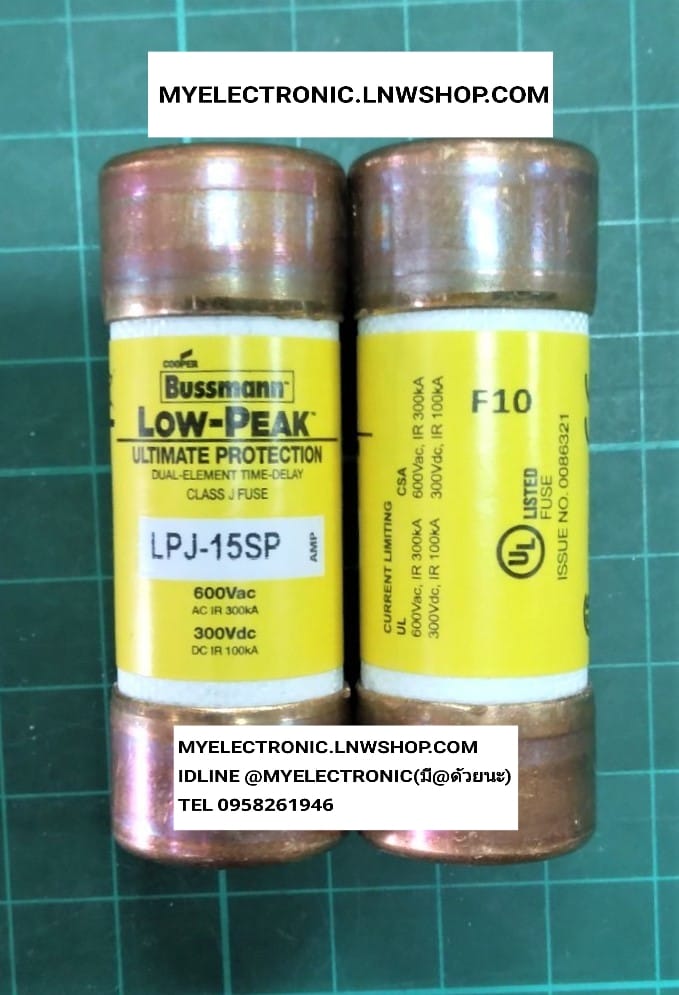 MYELECTRONIC.LNWSHOP.COM
COOPER
Bussmann™
LOW-PEAK™
ULTIMATE PROTECTION
DUAL-ELEMENT TIME-DELAY
CLASS J FUSE
LPJ-15SP
AMP
600Vac
AC IR 300kA
300Vdc
DC IR 100kA
F10
CURRENT LIMITING
UL
600Vac, IR 300kA
300Vdc, IR 100kA
CSA
600Vac, IR 300kA
300Vdc, IR 100kA
UL
LISTED
FUSE
ISSUE NO. 0086321
MYELECTRONIC.LNWSHOP.COM
IDLINE @MYELECTRONIC(มี@ด้วยนะ)
TEL 0958261946